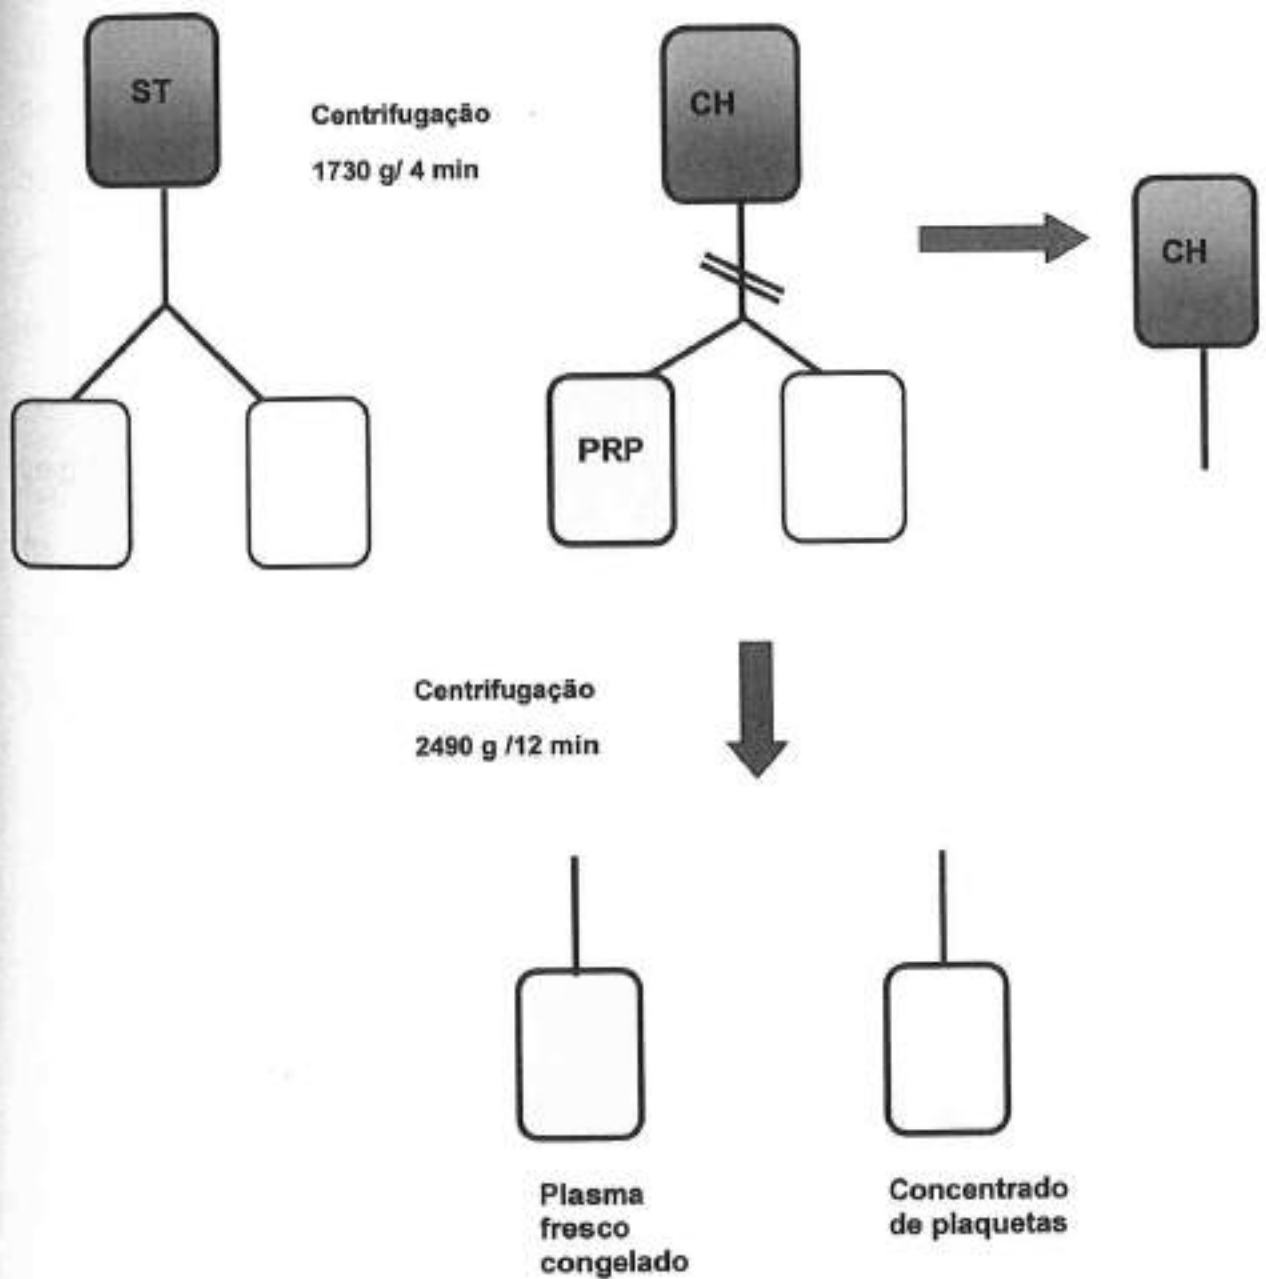 ST
Centrifugação
1730 g/ 4 min
CH
CH
PRP
Centrifugação
2490 g /12 min
Plasma
fresco
congelado
Concentrado
de plaquetas